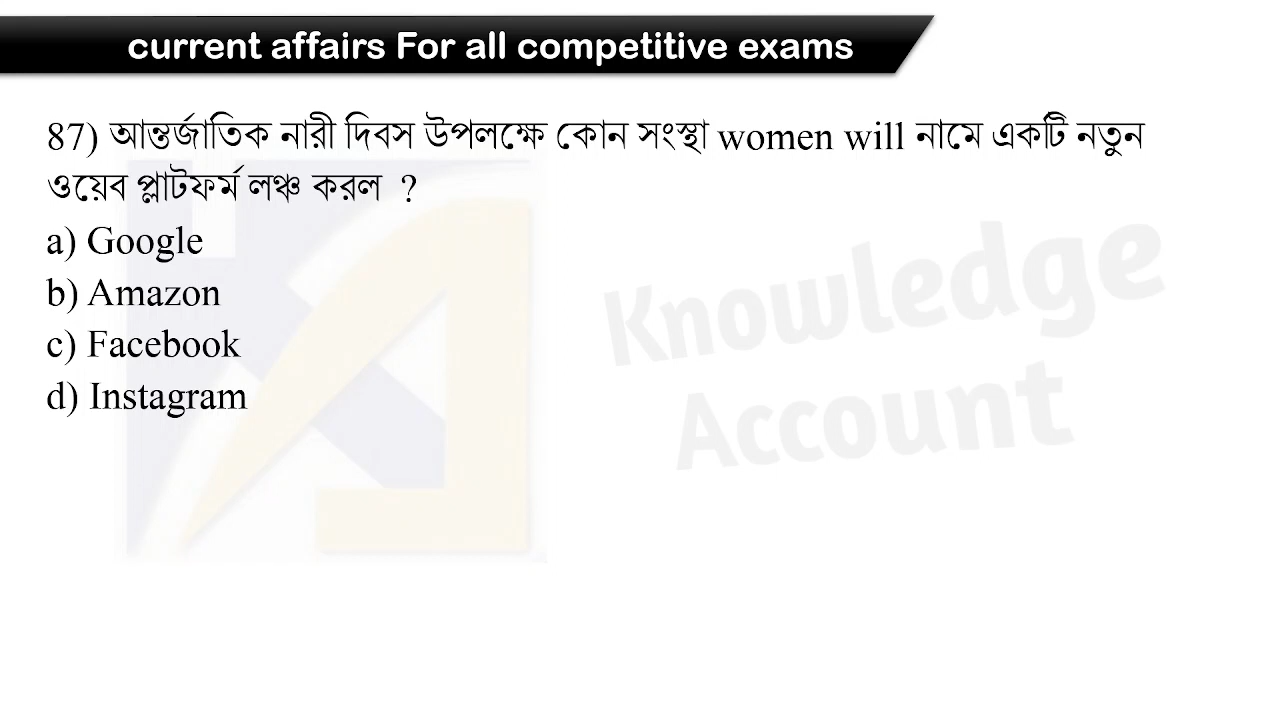 current affairs For all competitive exams
87) আন্তর্জাতিক নারী দিবস উপলক্ষে কোন সংস্থা women will নামে একটি নতুন
ওয়েব প্লাটফর্ম লঞ্চ করল ?
a) Google
b) Amazon
c) Facebook
d) Instagram
Knowledge
Account